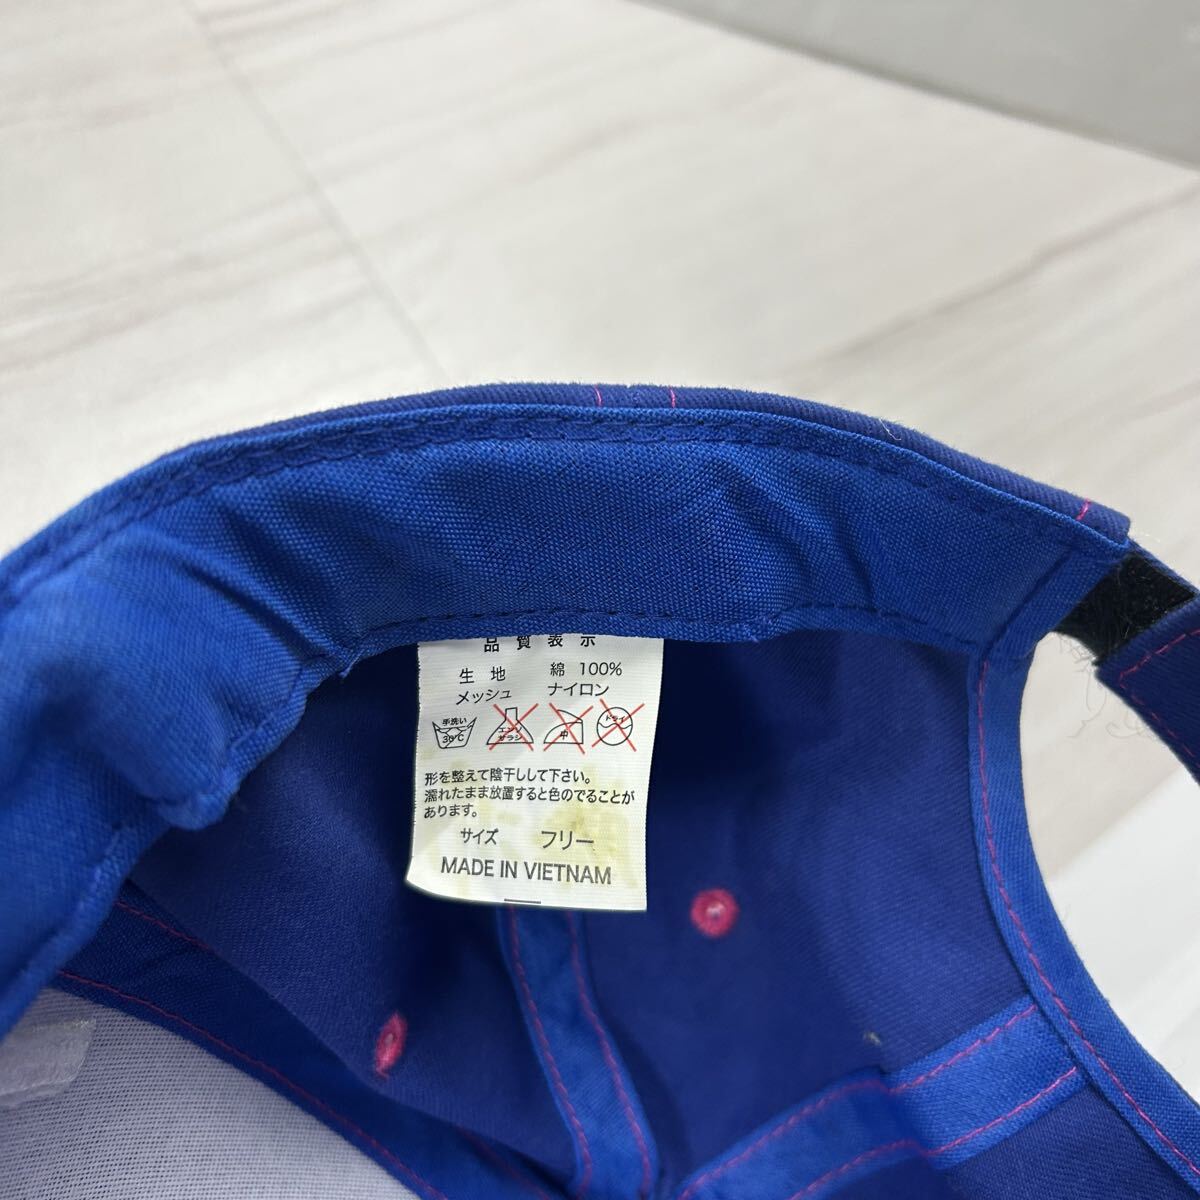 品質表示
生地 綿 100%
メッシュ ナイロン
手洗い 30℃ エンソサラシ 中 ドライ
形を整えて陰干しして下さい。
濡れたまま放置すると色のでることが
あります。
サイズ フリー
MADE IN VIETNAM